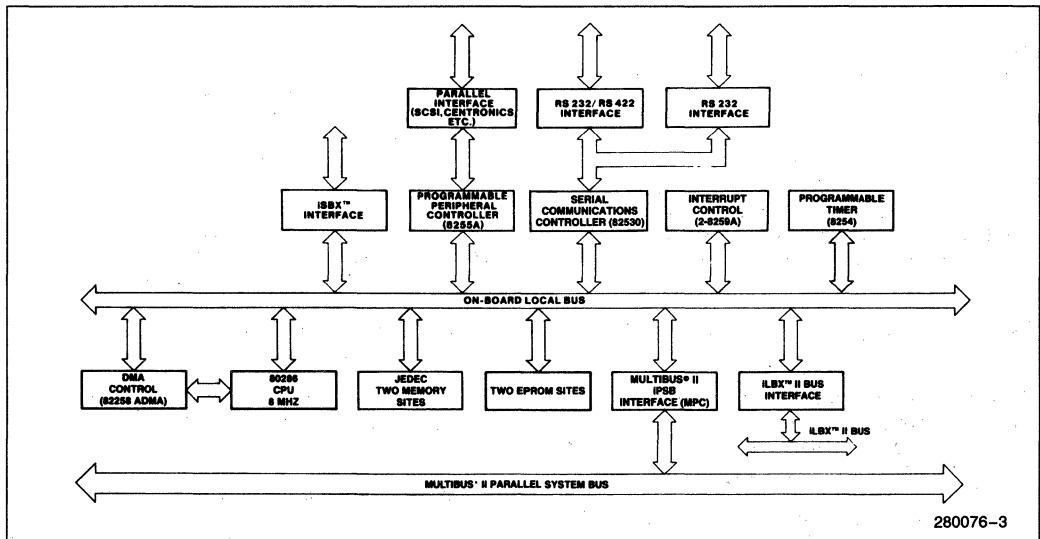 PARALLEL
INTERFACE
(SCSI, CENTRONICS
ETC.)
RS 232/ RS 422
INTERFACE
RS 232
INTERFACE
iSBX™
INTERFACE
PROGRAMMABLE
PERIPHERAL
CONTROLLER
(8255A)
SERIAL
COMMUNICATIONS
CONTROLLER (82530)
INTERRUPT
CONTROL
(2-8259A)
PROGRAMMABLE
TIMER
(8254)
ON-BOARD LOCAL BUS
DMA
CONTROL
(82258 ADMA)
80286
CPU
8 MHZ
JEDEC
TWO MEMORY
SITES
TWO EPROM SITES
MULTIBUS® II
iPSB
INTERFACE (MPC)
iLBX™ II BUS
INTERFACE
iLBX™ II BUS
MULTIBUS® II PARALLEL SYSTEM BUS
280076-3